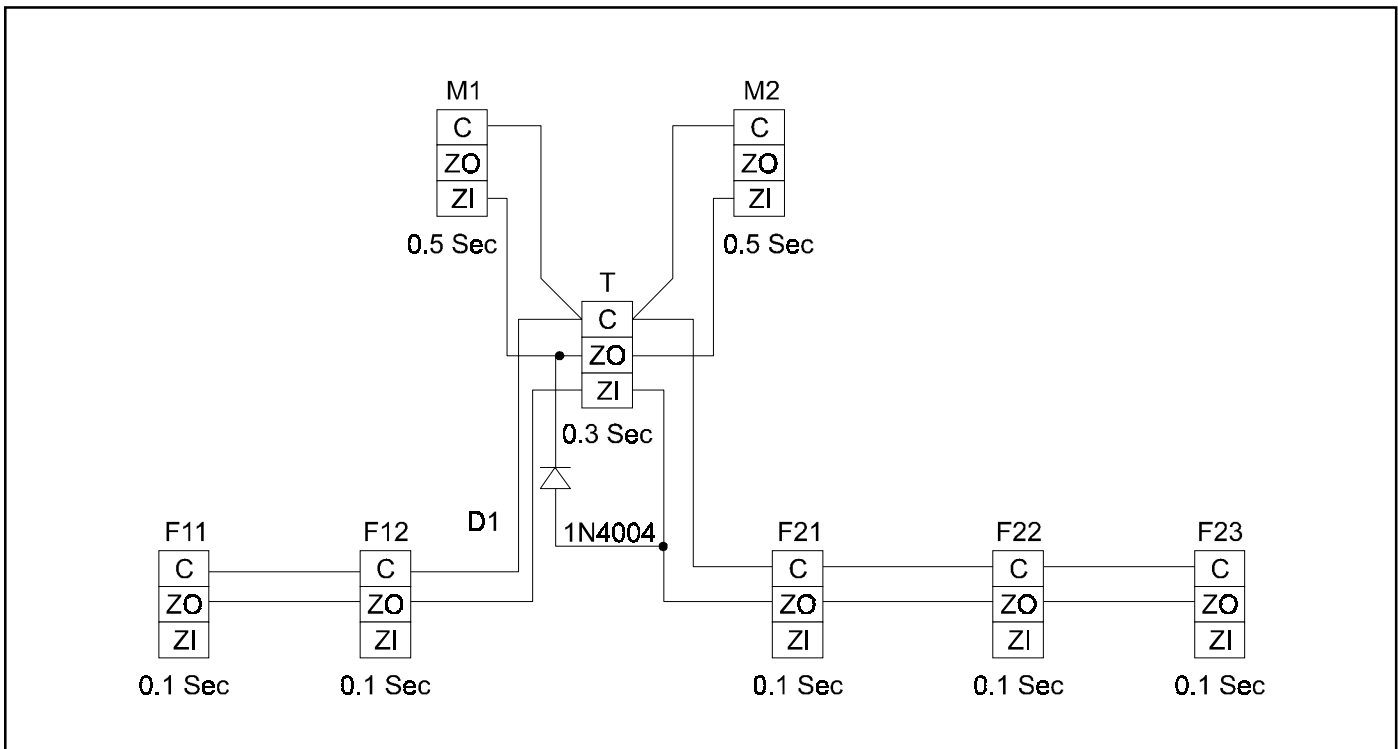 M1 M2
C C
ZO ZO
ZI ZI
0.5 Sec 0.5 Sec
T
C
ZO
ZI
0.3 Sec
D1
1N4004
F11 F12 F21 F22 F23
C C C C C
ZO ZO ZO ZO ZO
ZI ZI ZI ZI ZI
0.1 Sec 0.1 Sec 0.1 Sec 0.1 Sec 0.1 Sec